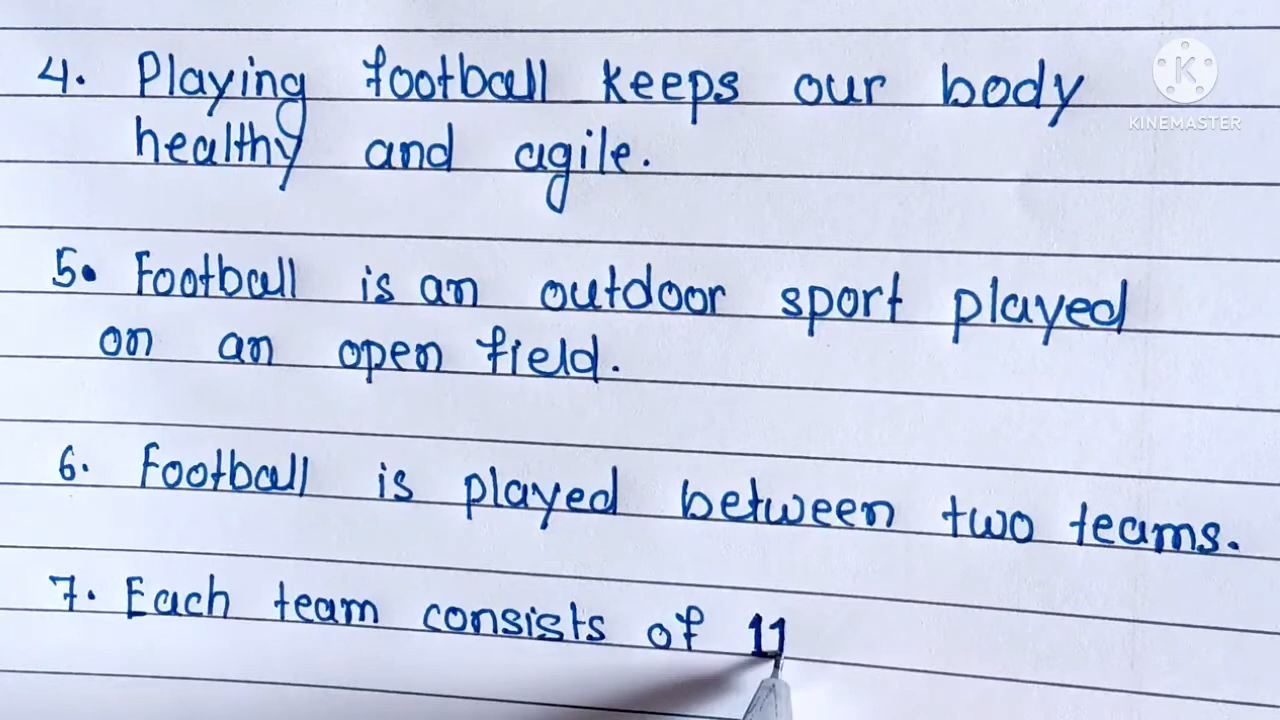 4. Playing football keeps our body
healthy and agile.
5. Football is an outdoor sport played
on an open field.
6. Football is played between two teams.
7. Each team consists of 11
K
KINEMASTER